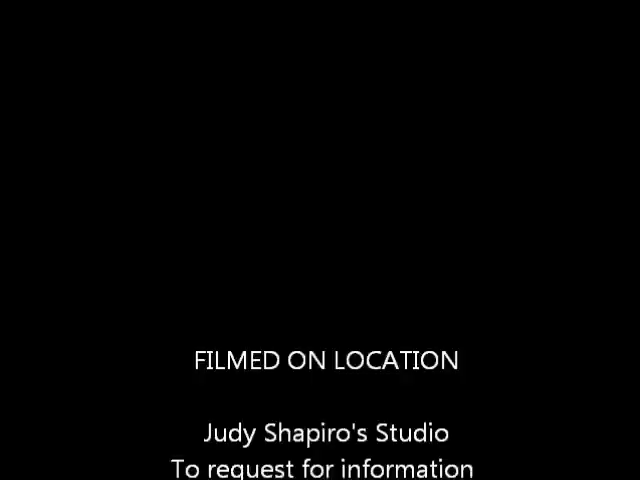 FILMED ON LOCATION
Judy Shapiro's Studio
To request for information